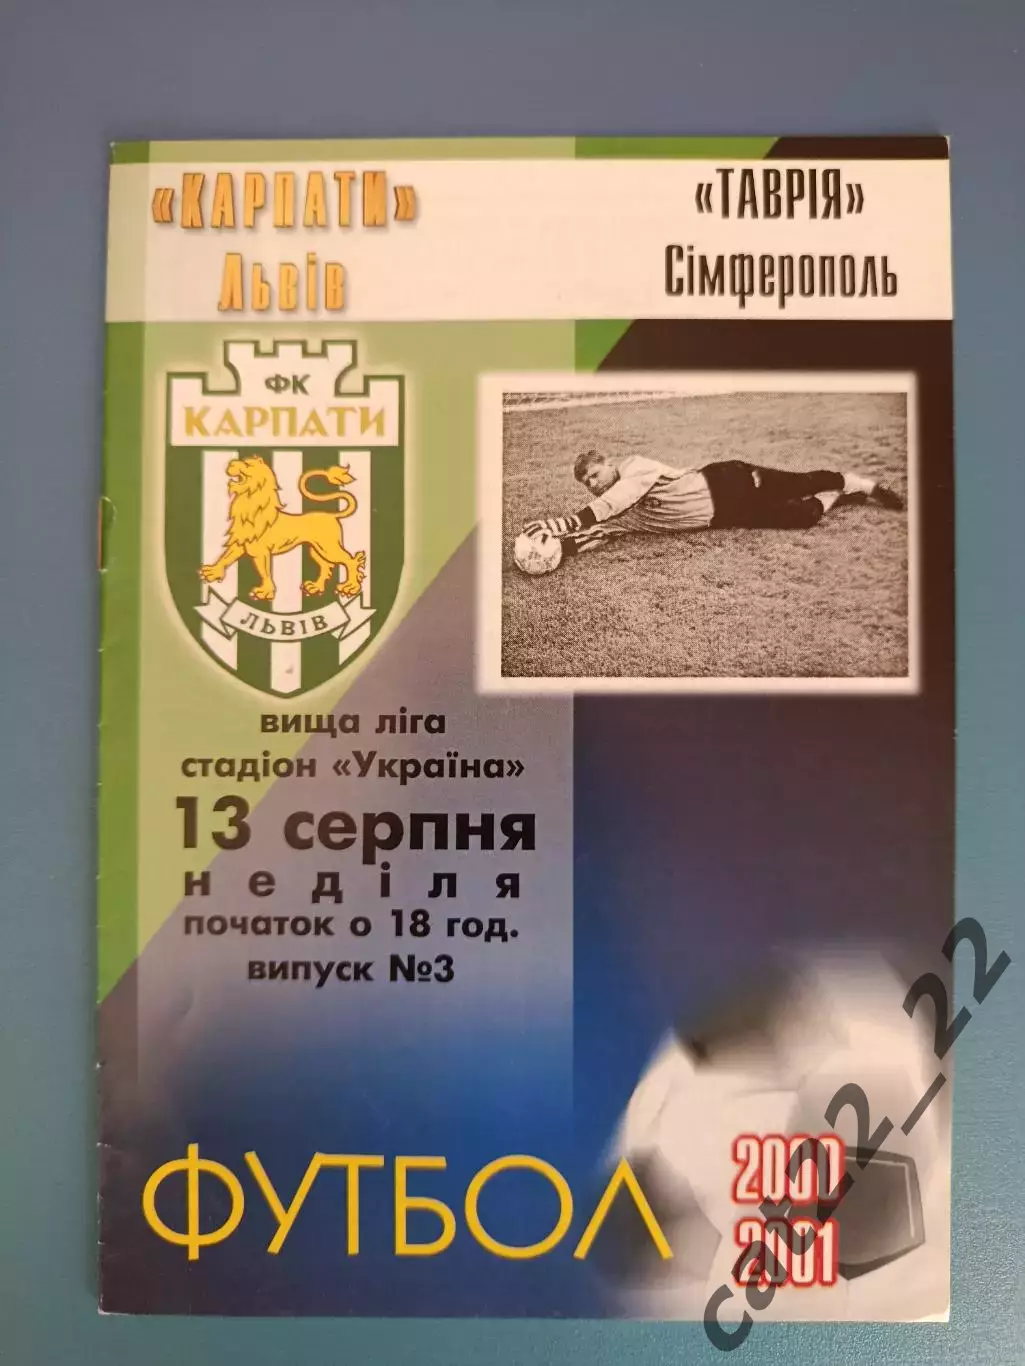 «КАРПАТИ»
Львів
«ТАВРІЯ»
Сімферополь
ФК
КАРПАТИ
ЛЬВІВ
вища ліга
стадіон «Україна»
13 серпня
неділя
початок о 18 год.
випуск №3
ФУТБОЛ
2000
2001
cat22_22